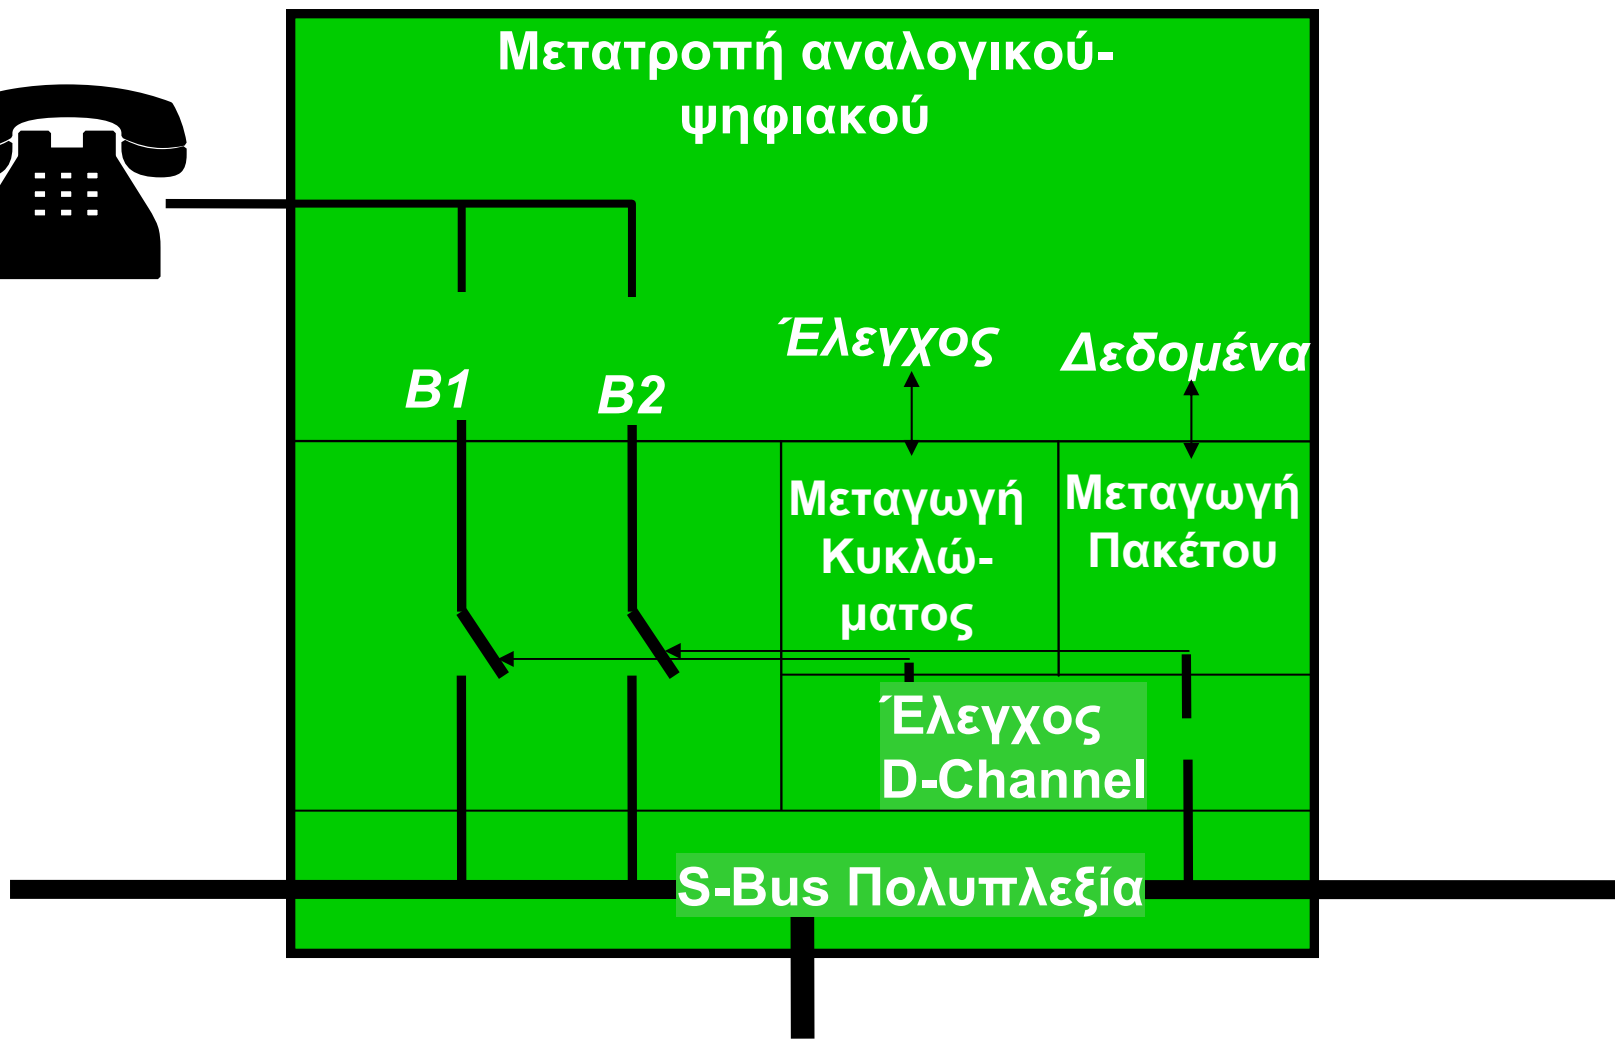 Μετατροπή αναλογικού-
ψηφιακού
Έλεγχος
Δεδομένα
B1
B2
Μεταγωγή
Κυκλώ-
ματος
Μεταγωγή
Πακέτου
Έλεγχος
D-Channel
S-Bus Πολυπλεξία